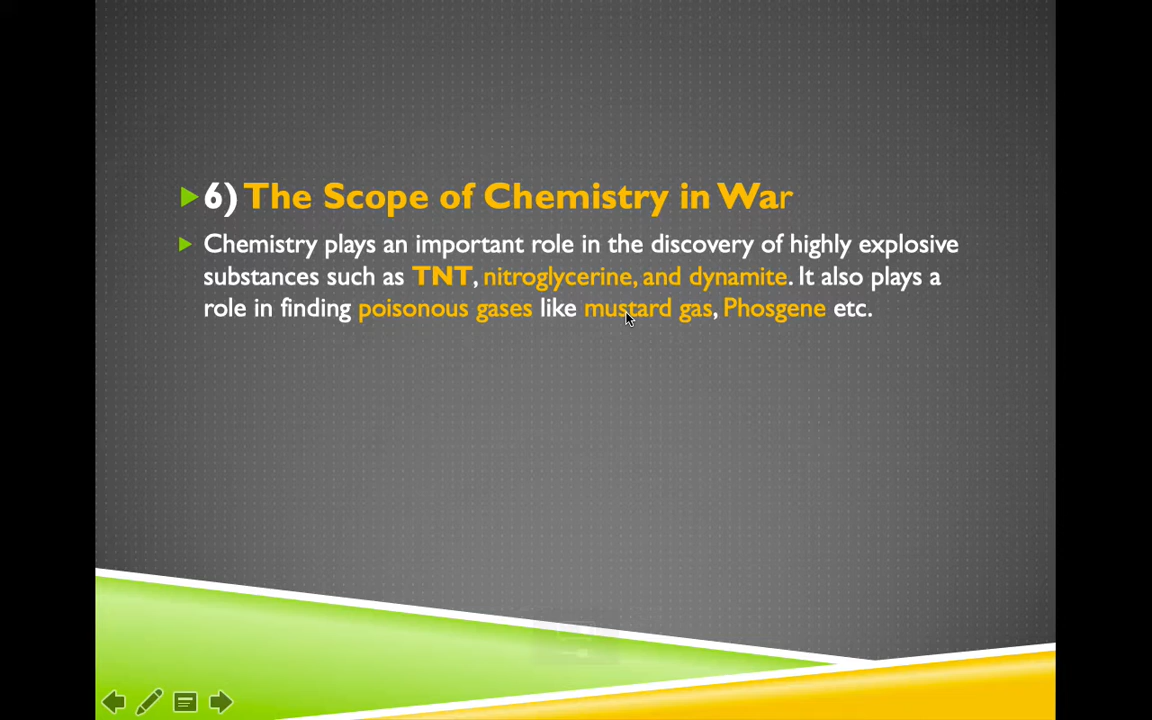 6) The Scope of Chemistry in War
Chemistry plays an important role in the discovery of highly explosive
substances such as TNT, nitroglycerine, and dynamite. It also plays a
role in finding poisonous gases like mustard gas, Phosgene etc.